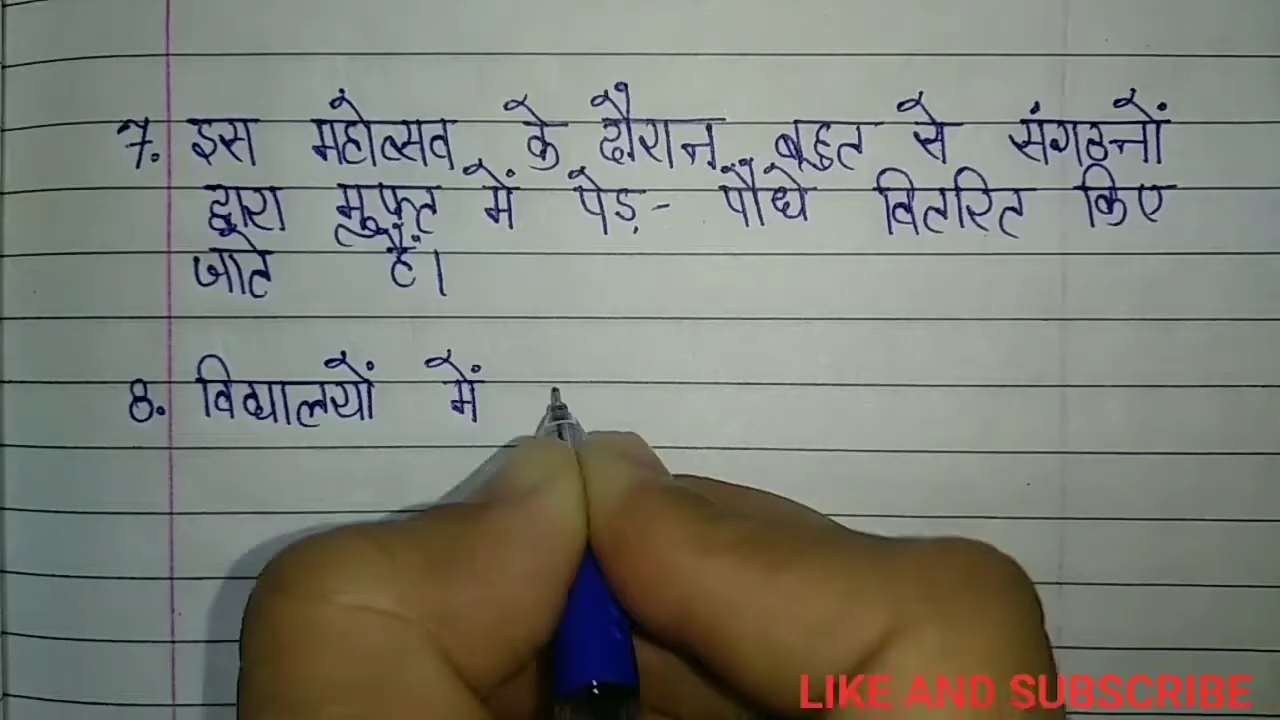 7. इस महोत्सव के दौरान बहुत से संगठनों
द्वारा मुफ्त में पेड़- पौधे वितरित किए
जाते हैं।
8. विद्यालयों में
LIKE AND SUBSCRIBE